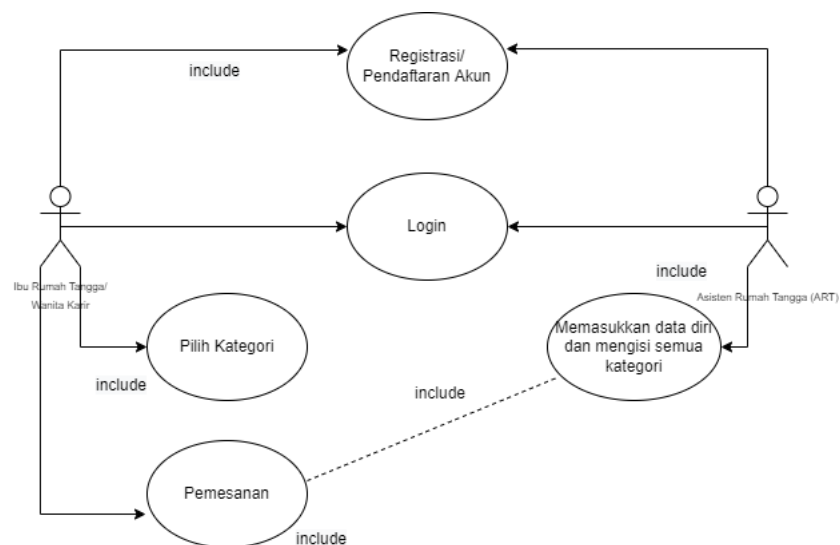 Registrasi/
Pendaftaran Akun
include
Login
include
Ibu Rumah Tangga/
Wanita Karir
Asisten Rumah Tangga (ART)
Pilih Kategori
Memasukkan data diri
dan mengisi semua
kategori
include
include
Pemesanan
include